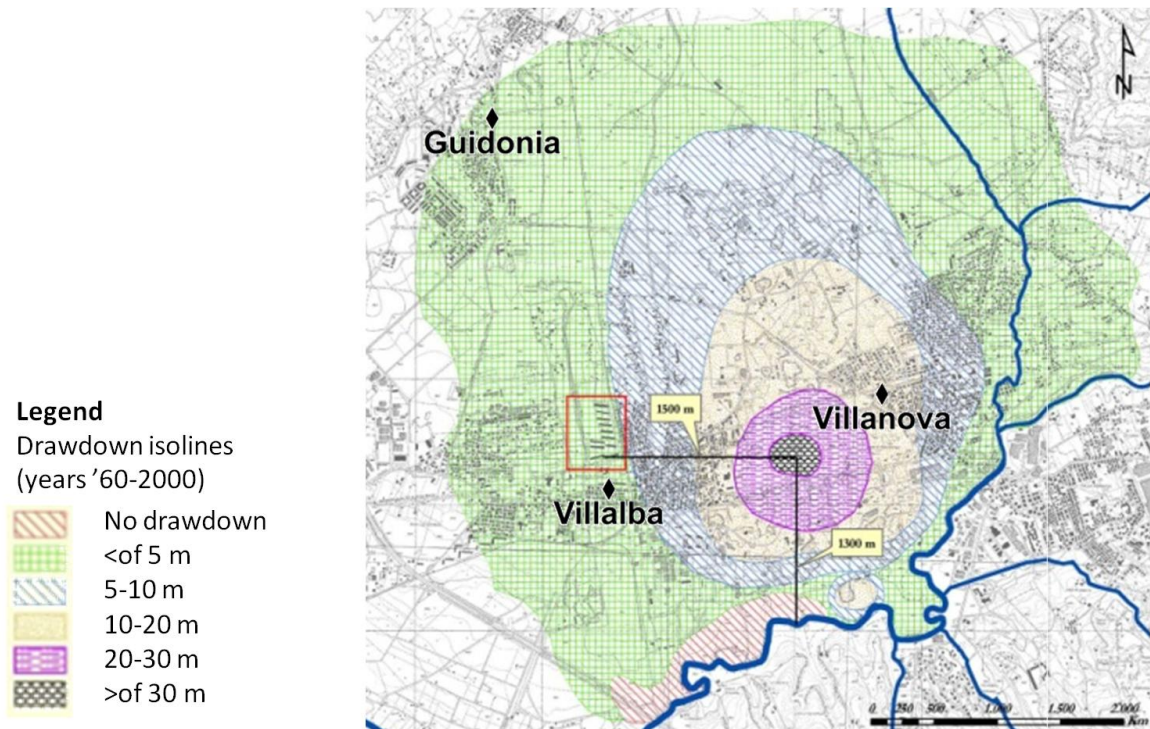 Guidonia
N
1500 m
Villanova
Villalba
1300 m
Legend
Drawdown isolines
(years '60-2000)
No drawdown
<of 5 m
5-10 m
10-20 m
20-30 m
>of 30 m
0 250 500 1.000 1.500 2.000
Km